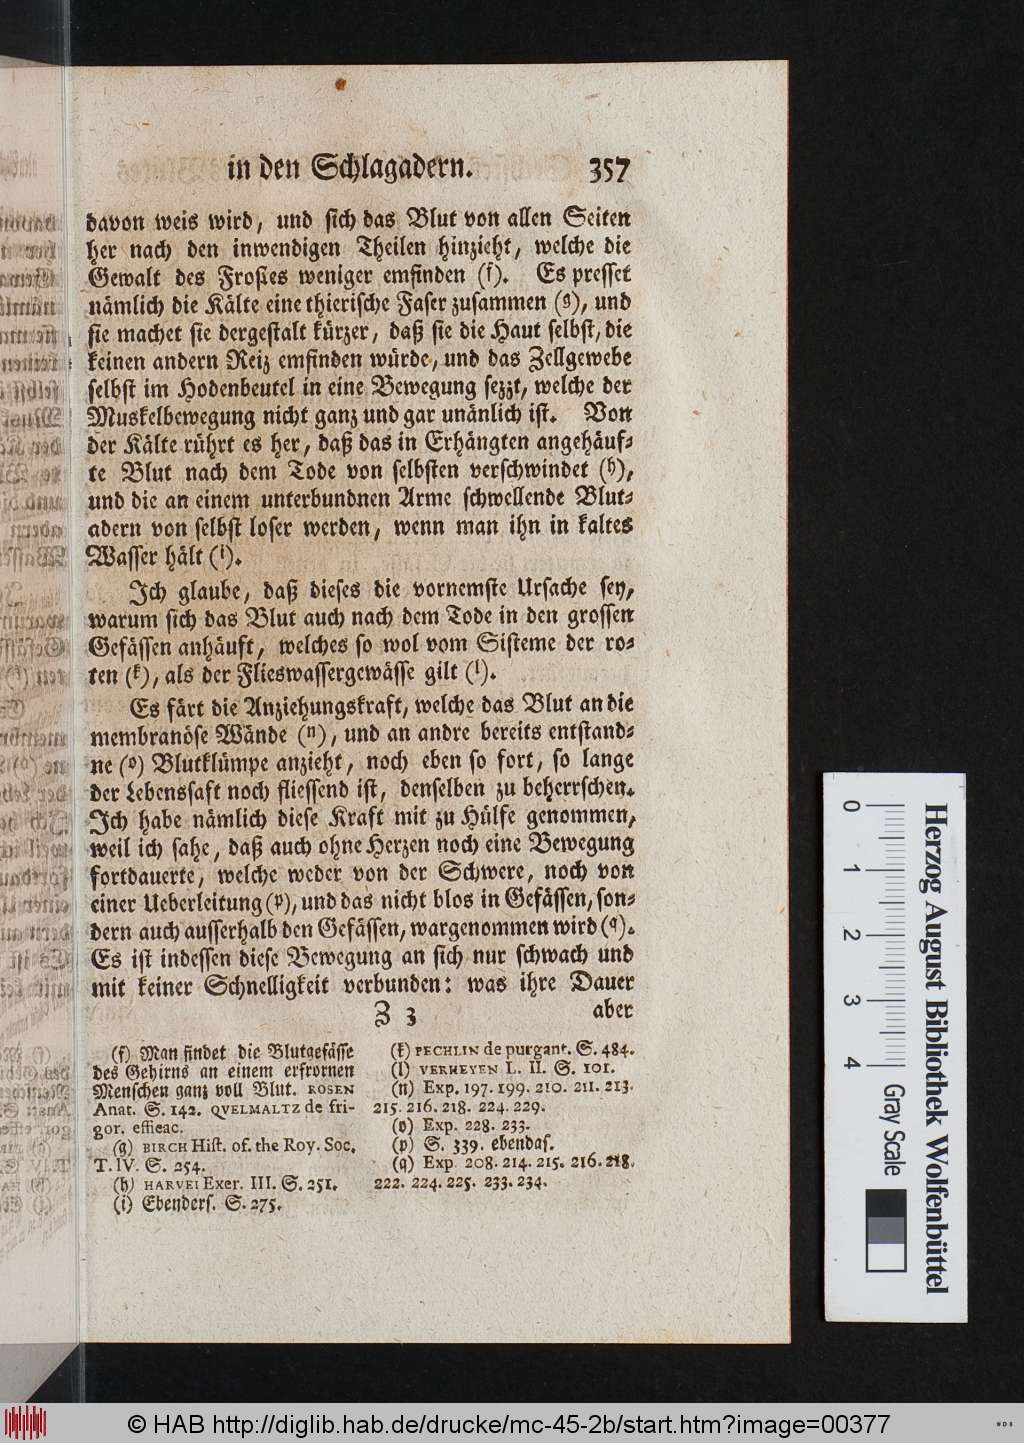 in den Schlagadern. 357
davon weis wird, und sich das Blut von allen Seiten
her nach den inwendigen Theilen hinzieht, welche die
Gewalt des Frostes weniger emfinden (f). Es presset
nämlich die Kälte eine thierische Faser zusammen (g), und
sie machet sie dergestalt kürzer, daß sie die Haut selbst, die
keinen andern Reiz emfinden würde, und das Zellgewebe
selbst im Hodenbeutel in eine Bewegung sezzt, welche der
Muskelbewegung nicht ganz und gar unänlich ist. Von
der Kälte rührt es her, daß das in Erhängten angehäuf-
te Blut nach dem Tode von selbsten verschwindet (h),
und die an einem unterbundnen Arme schwellende Blut-
adern von selbst loser werden, wenn man ihn in kaltes
Wasser hält (i).
Ich glaube, daß dieses die vornemste Ursache sey,
warum sich das Blut auch nach dem Tode in den grossen
Gefässen anhäuft, welches so wol vom Sisteme der ro-
ten (k), als der Flieswassergewässe gilt (l).
Es färt die Anziehungskraft, welche das Blut an die
membranöse Wände (n), und an andre bereits entstand-
ne (o) Blutklümpe anzieht, noch eben so fort, so lange
der Lebenssaft noch fliessend ist, denselben zu beherrschen.
Ich habe nämlich diese Kraft mit zu Hülfe genommen,
weil ich sahe, daß auch ohne Herzen noch eine Bewegung
fortdauerte, welche weder von der Schwere, noch von
einer Ueberleitung (p), und das nicht blos in Gefässen, son-
dern auch ausserhalb den Gefässen, wargenommen wird (q).
Es ist indessen diese Bewegung an sich nur schwach und
mit keiner Schnelligkeit verbunden: was ihre Dauer
Z 3 aber
(f) Man findet die Blutgefässe
des Gehirns an einem erfrornen
Menschen ganz voll Blut. ROSEN
Anat. S. 142. QVELMALTZ de fri-
gor. efficac.
(g) BIRCH Hist. of. the Roy. Soc.
T. IV. S. 254.
(h) HARVEI Exer. III. S. 251.
(i) Ebenders. S. 275.
(k) PECHLIN de purgant. S. 484.
(l) VERHEYEN L. II. S. 101.
(n) Exp. 197. 199. 210. 211. 213.
215. 216. 218. 224. 229.
(o) Exp. 228. 233.
(p) S. 339. ebendas.
(q) Exp. 208. 214. 215. 216. 218.
222. 224. 225. 233. 234.
0 1 2 3 4
Herzog August Bibliothek Wolfenbüttel
Gray Scale
© HAB http://diglib.hab.de/drucke/mc-45-2b/start.htm?image=00377